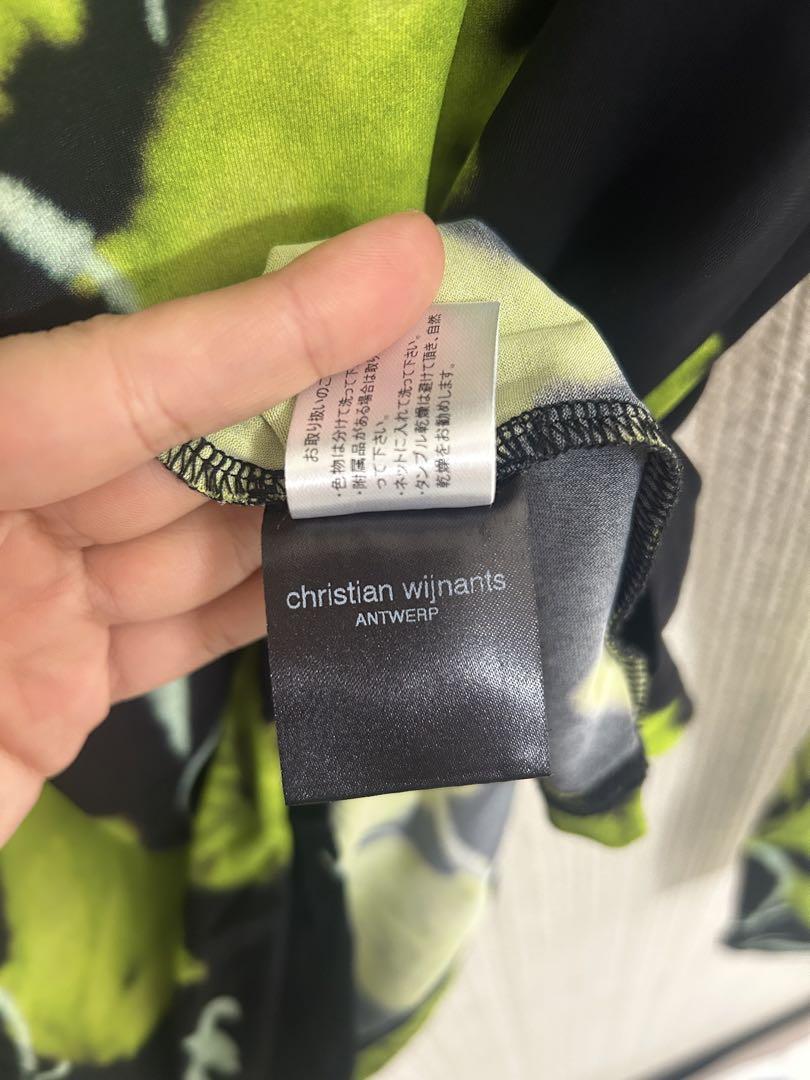 お取り扱いのこ
・色物は分けて洗って下
・附属品がある場合は取り
って下さい。
・ネットに入れて洗って下さい。
・タンブル乾燥は避けて頂き、自然
乾燥をお勧めします。
christian wijnants
ANTWERP